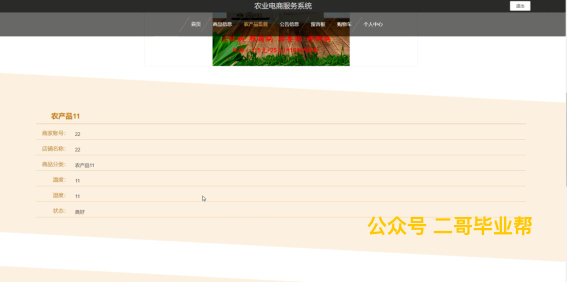 农业电商服务系统
退出
首页 商品信息 农产品监测 公告信息 留言板 购物车 个人中心
农产品11
商家账号： 22
店铺名称： 22
商品分类： 农产品11
温度： 11
湿度： 11
状态： 良好
公众号 二哥毕业帮